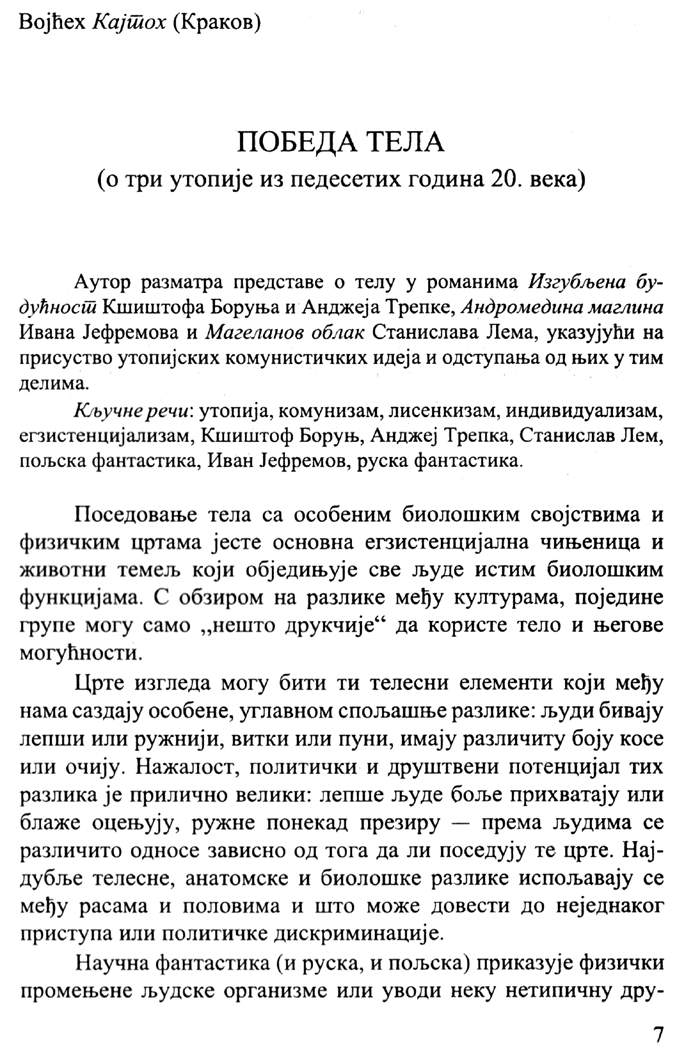 Војћех Кајтох (Краков)
ПОБЕДА ТЕЛА
(о три утопије из педесетих година 20. века)
Аутор разматра представе о телу у романима Изгубљена бу-
дућност Кшиштофа Боруња и Анджеја Трепке, Андромедина маглина
Ивана Јефремова и Магеланов облак Станислава Лема, указујући на
присуство утопијских комунистичких идеја и одступања од њих у тим
делима.
Кључне речи: утопија, комунизам, лисенкизам, индивидуализам,
егзистенцијализам, Кшиштоф Боруњ, Анджеј Трепка, Станислав Лем,
пољска фантастика, Иван Јефремов, руска фантастика.
Поседовање тела са особеним биолошким својствима и
физичким цртама јесте основна егзистенцијална чињеница и
животни темељ који обједињује све људе истим биолошким
функцијама. С обзиром на разлике међу културама, поједине
групе могу само „нешто друкчије“ да користе тело и његове
могућности.
Црте изгледа могу бити ти телесни елементи који међу
нама саздају особене, углавном спољашње разлике: људи бивају
лепши или ружнији, витки или пуни, имају различиту боју косе
или очију. Нажалост, политички и друштвени потенцијал тих
разлика је прилично велики: лепше људе боље прихватају или
блаже оцењују, ружне понекад презиру — према људима се
различито односе зависно од тога да ли поседују те црте. Нај-
дубље телесне, анатомске и биолошке разлике испољавају се
међу расама и половима и што може довести до неједнаког
приступа или политичке дискриминације.
Научна фантастика (и руска, и пољска) приказује физички
промењене људске организме или уводи неку нетипичну дру-
7